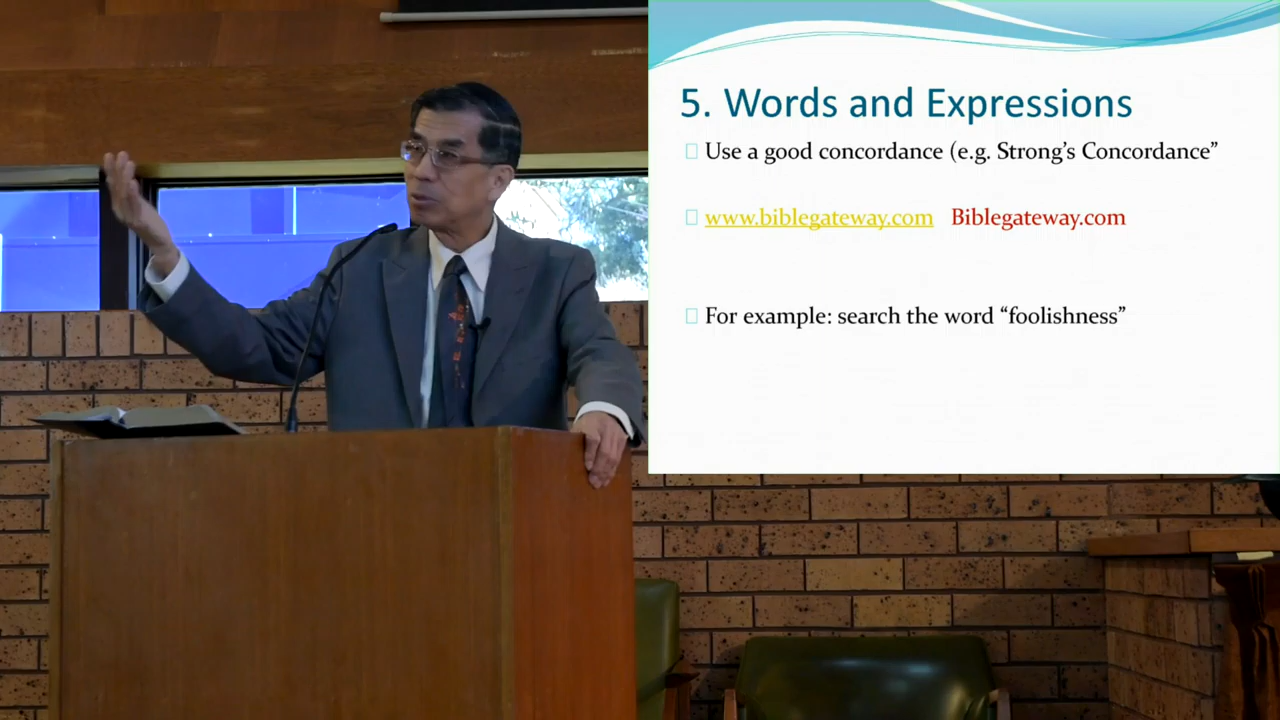 5. Words and Expressions
Use a good concordance (e.g. Strong’s Concordance”
www.biblegateway.com Biblegateway.com
For example: search the word “foolishness”